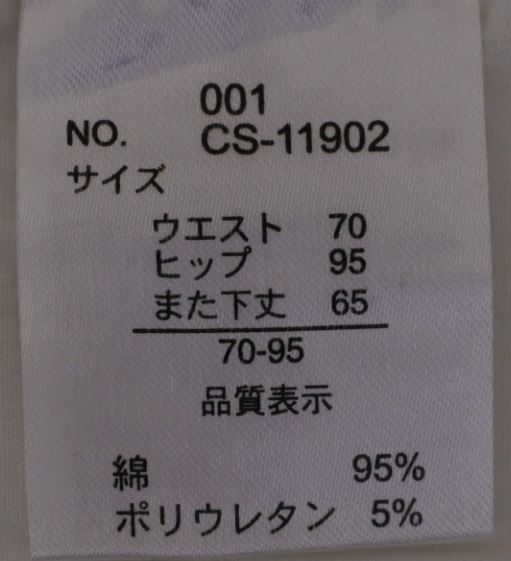 001
NO. CS-11902
サイズ
ウエスト 70
ヒップ 95
また下丈 65
70-95
品質表示
綿 95%
ポリウレタン 5%